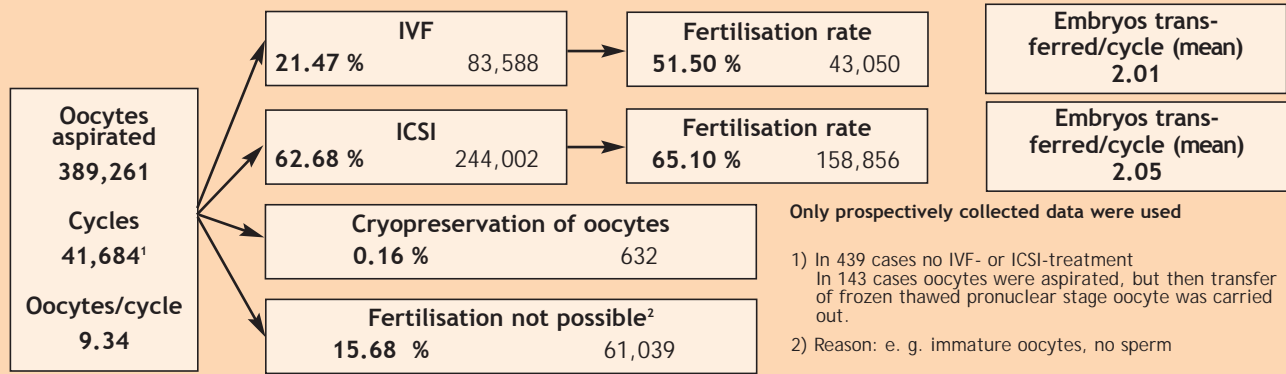 Oocytes
aspirated
389,261
Cycles
41,684¹
Oocytes/cycle
9.34
IVF
21.47 % 83,588
Fertilisation rate
51.50 % 43,050
Embryos trans-
ferred/cycle (mean)
2.01
ICSI
62.68 % 244,002
Fertilisation rate
65.10 % 158,856
Embryos trans-
ferred/cycle (mean)
2.05
Cryopreservation of oocytes
0.16 % 632
Fertilisation not possible²
15.68 % 61,039
Only prospectively collected data were used
1) In 439 cases no IVF- or ICSI-treatment
In 143 cases oocytes were aspirated, but then transfer
of frozen thawed pronuclear stage oocyte was carried
out.
2) Reason: e. g. immature oocytes, no sperm